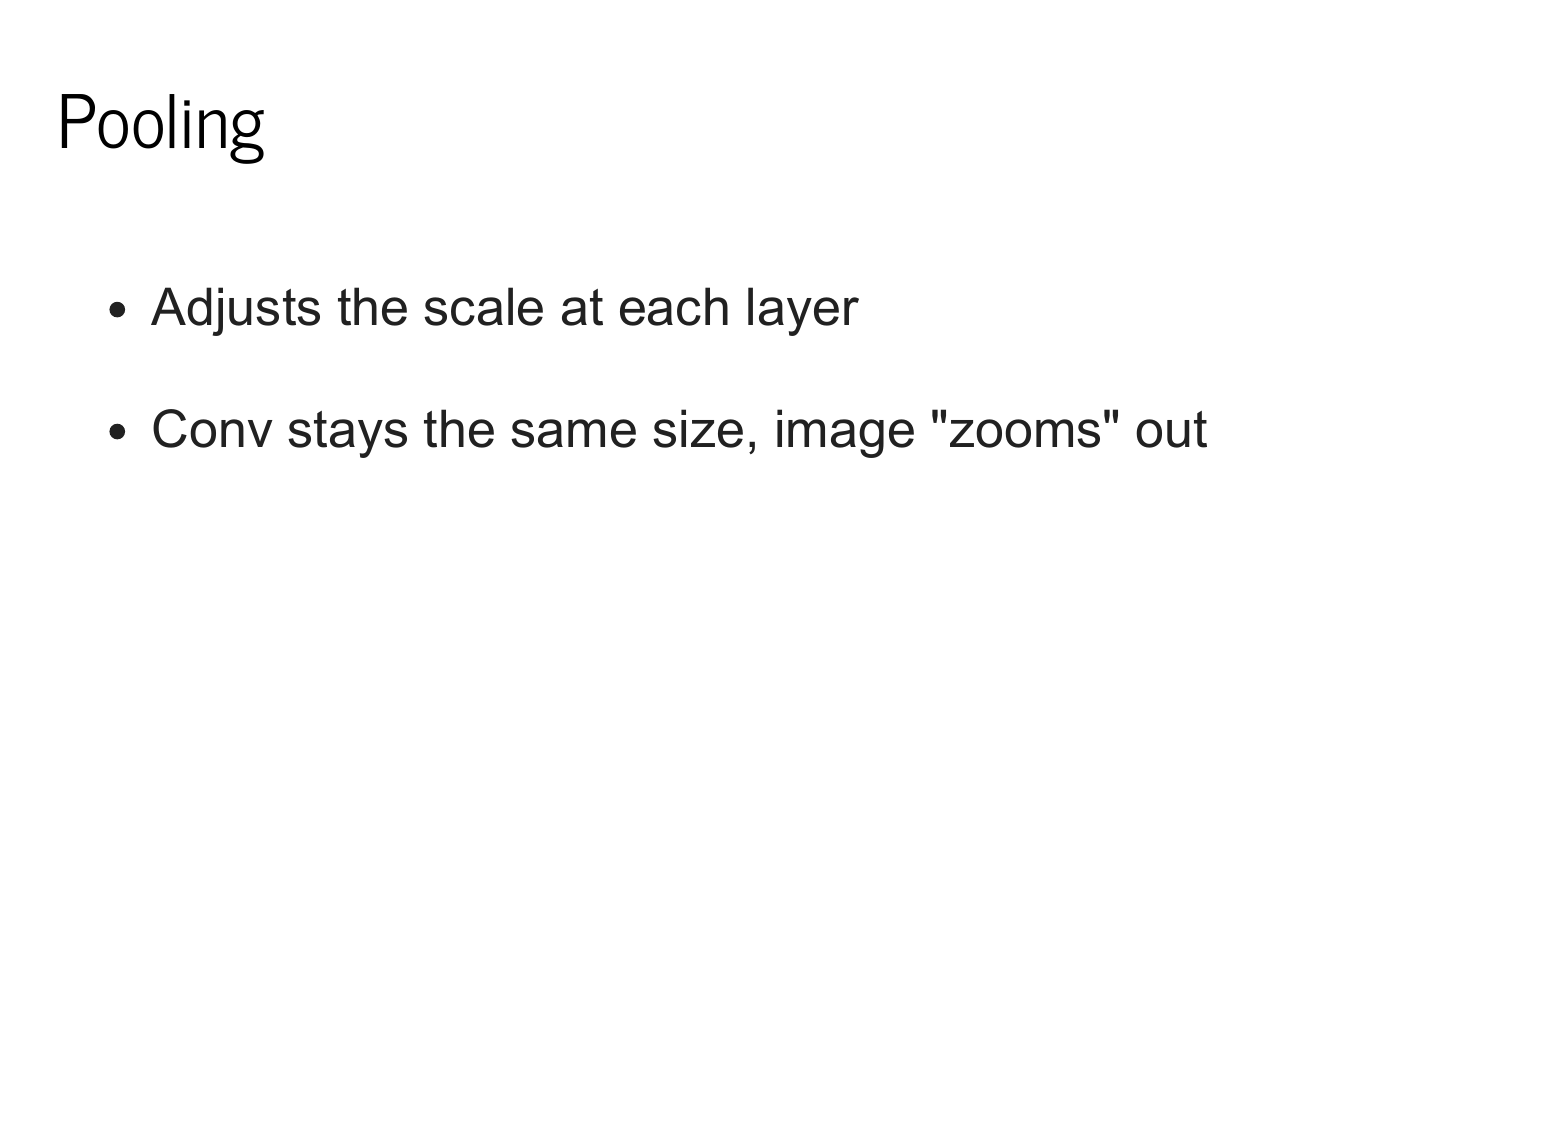 Pooling
• Adjusts the scale at each layer
• Conv stays the same size, image "zooms" out